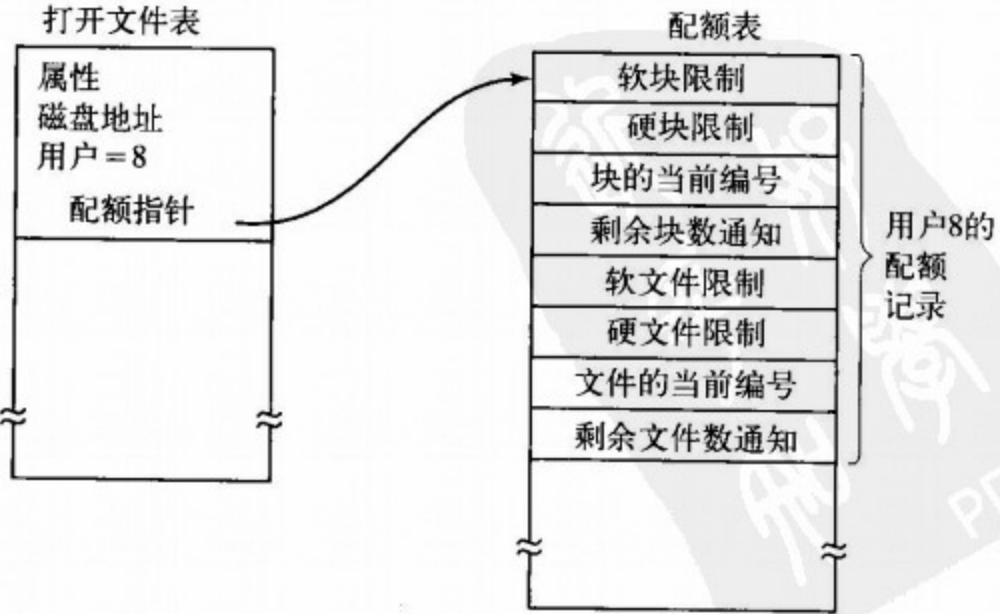 打开文件表
属性
磁盘地址
用户=8
配额指针
配额表
软块限制
硬块限制
块的当前编号
剩余块数通知
软文件限制
硬文件限制
文件的当前编号
剩余文件数通知
用户8的
配额
记录